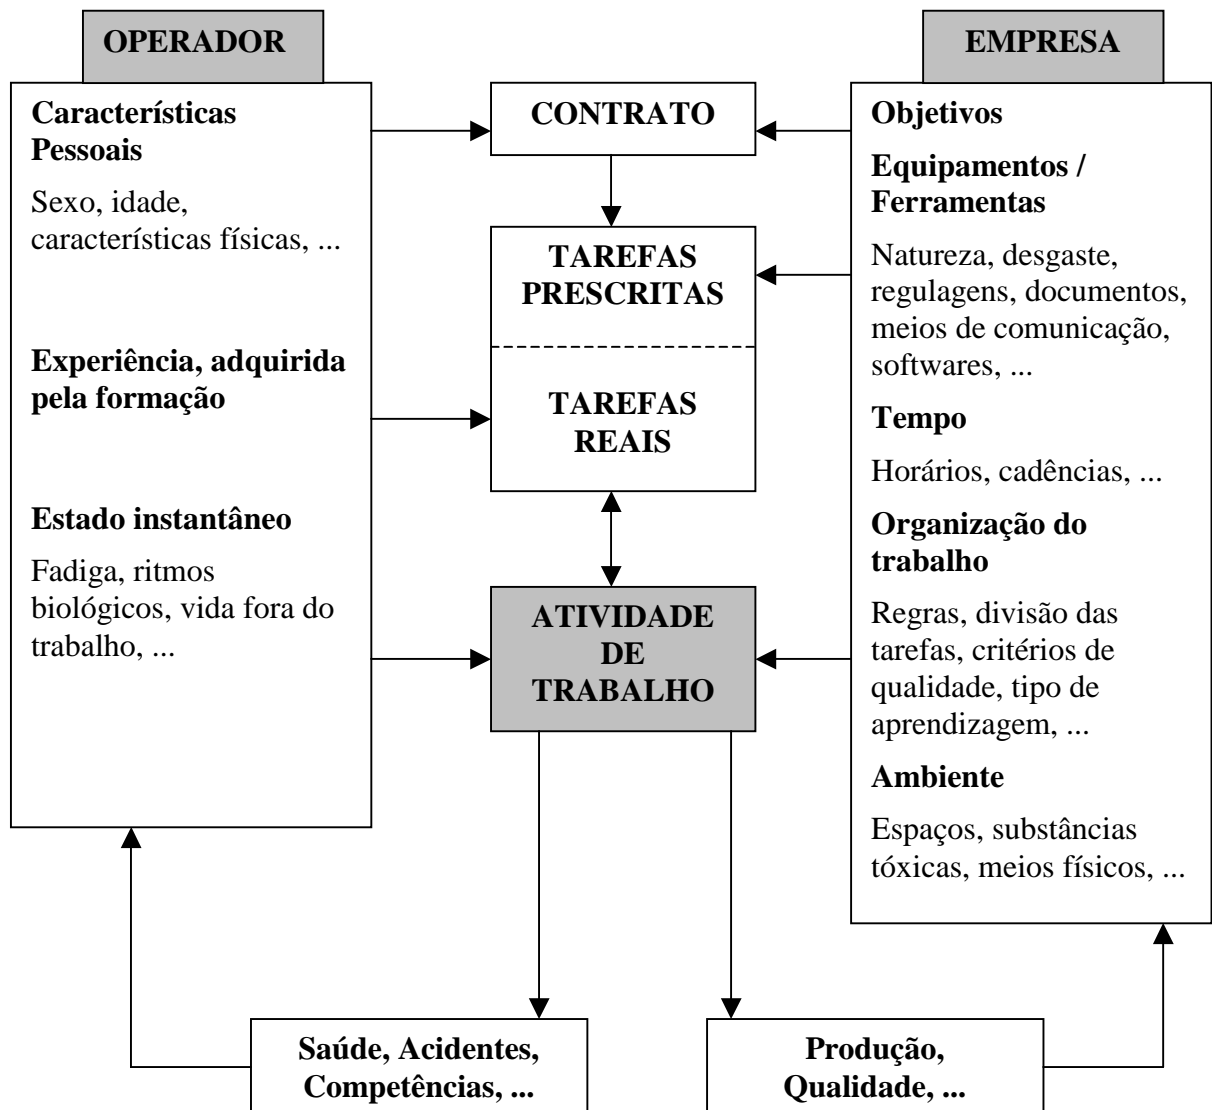 OPERADOR
Características
Pessoais
Sexo, idade,
características físicas, ...
Experiência, adquirida
pela formação
Estado instantâneo
Fadiga, ritmos
biológicos, vida fora do
trabalho, ...
CONTRATO
TAREFAS
PRESCRITAS
TAREFAS
REAIS
ATIVIDADE
DE
TRABALHO
EMPRESA
Objetivos
Equipamentos /
Ferramentas
Natureza, desgaste,
regulagens, documentos,
meios de comunicação,
softwares, ...
Tempo
Horários, cadências, ...
Organização do
trabalho
Regras, divisão das
tarefas, critérios de
qualidade, tipo de
aprendizagem, ...
Ambiente
Espaços, substâncias
tóxicas, meios físicos, ...
Saúde, Acidentes,
Competências, ...
Produção,
Qualidade, ...